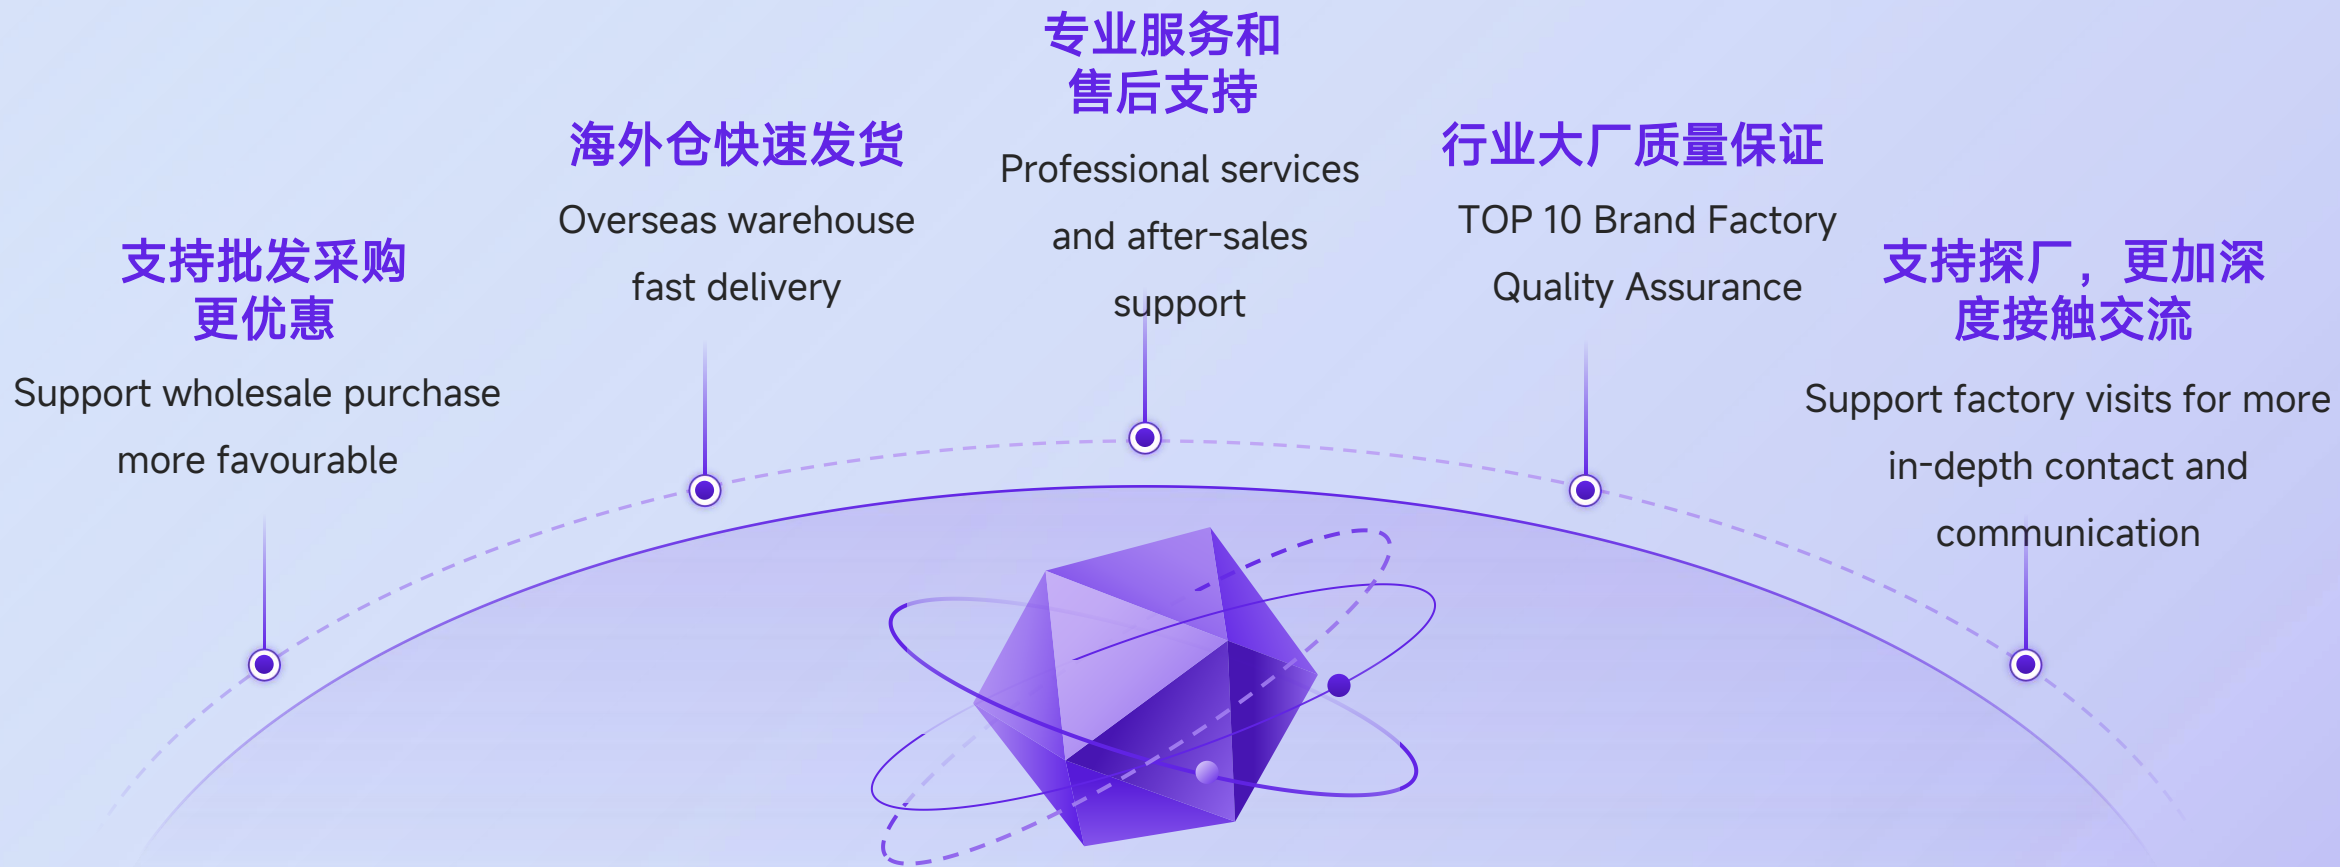 支持批发采购
更优惠
Support wholesale purchase
more favourable
海外仓快速发货
Overseas warehouse
fast delivery
专业服务和
售后支持
Professional services
and after-sales
support
行业大厂质量保证
TOP 10 Brand Factory
Quality Assurance
支持探厂，更加深
度接触交流
Support factory visits for more
in-depth contact and
communication